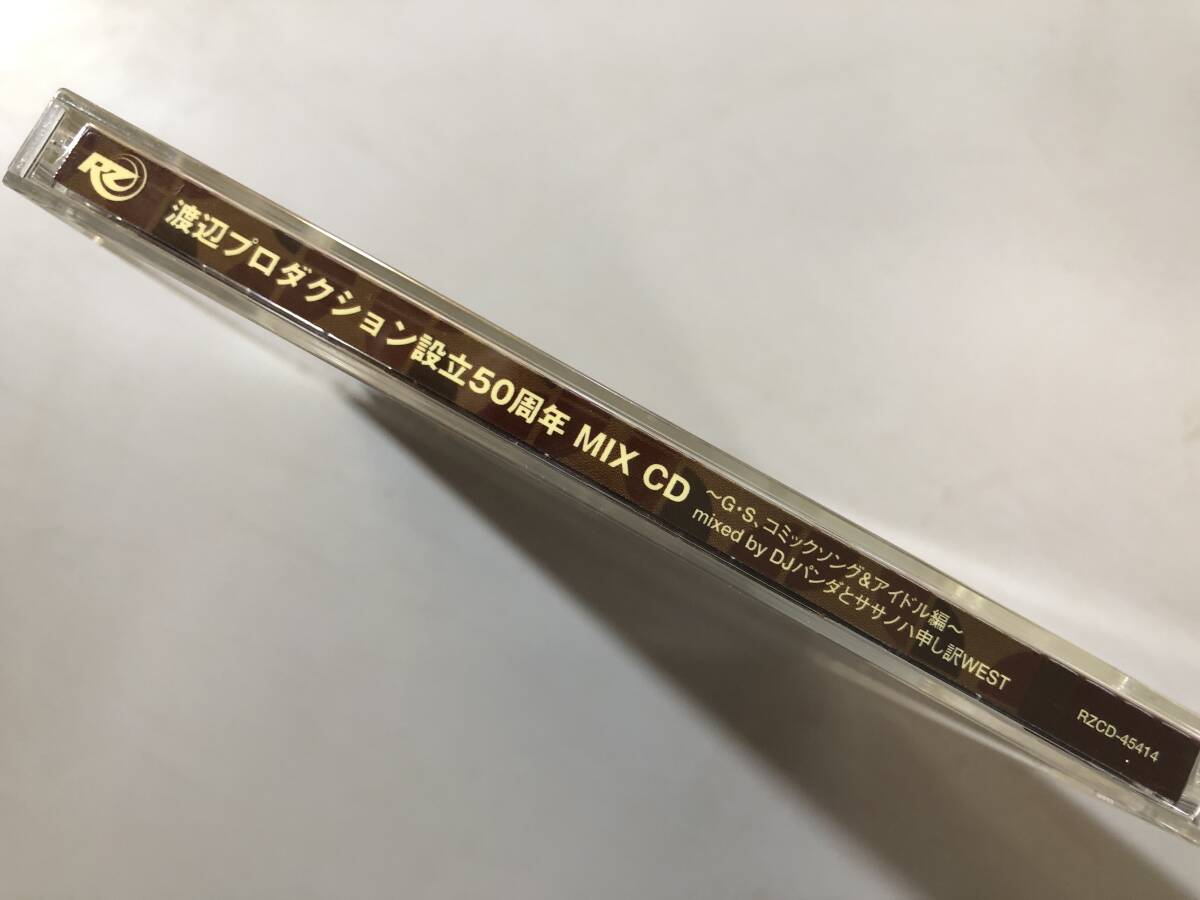 RZ
渡辺プロダクション設立50周年 MIX CD
～G・S、コミックソング&アイドル編～
mixed by DJパンダとササノハ申し訳WEST
RZCD-45414